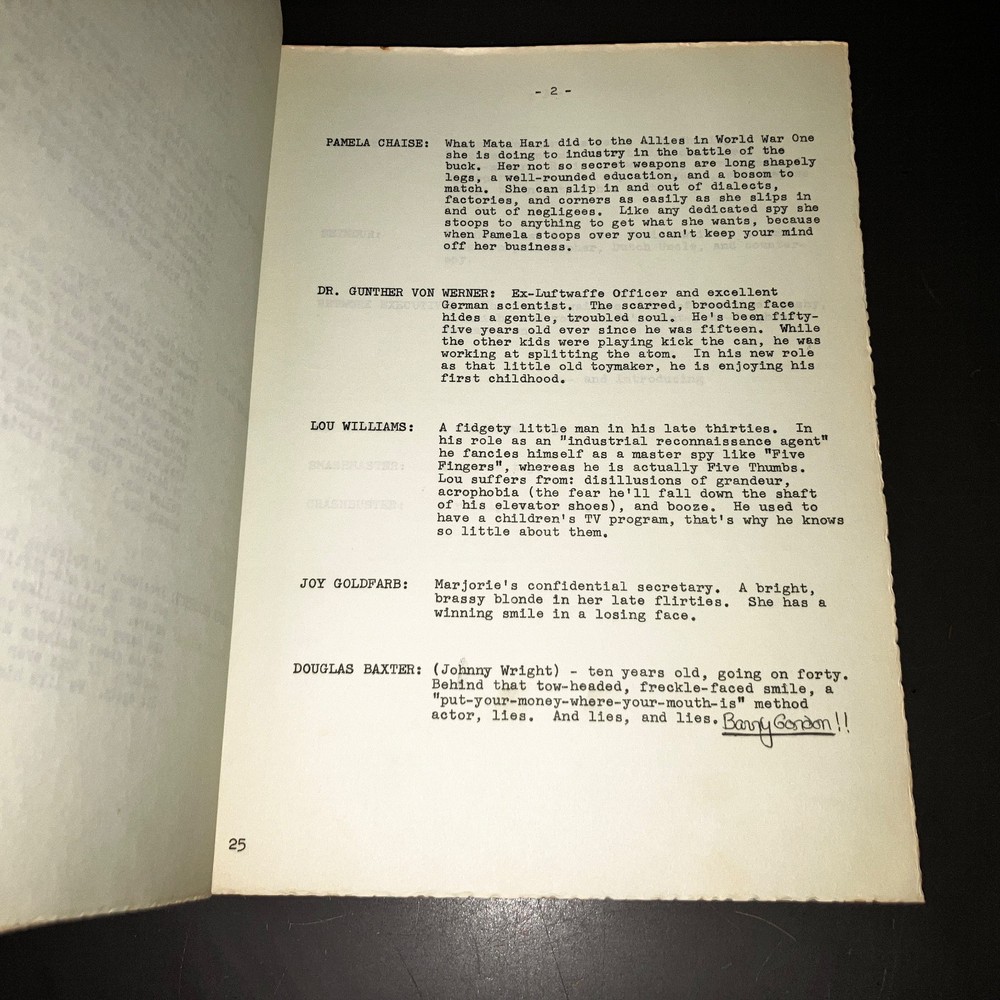 - 2 -
PAMELA CHAISE: What Mata Hari did to the Allies in World War One
she is doing to industry in the battle of the
buck. Her not so secret weapons are long shapely
legs, a well-rounded education, and a bosom to
match. She can slip in and out of dialects,
factories, and corners as easily as she slips in
and out of negligees. Like any dedicated spy she
stoops to anything to get what she wants, because
when Pamela stoops over you can't keep your mind
off her business.
DR. GUNTHER VON WERNER: Ex-Luftwaffe Officer and excellent
German scientist. The scarred, brooding face
hides a gentle, troubled soul. He's been fifty-
five years old ever since he was fifteen. While
the other kids were playing kick the can, he was
working at splitting the atom. In his new role
as that little old toymaker, he is enjoying his
first childhood.
LOU WILLIAMS: A fidgety little man in his late thirties. In
his role as an "industrial reconnaissance agent"
he fancies himself as a master spy like "Five
Fingers", whereas he is actually Five Thumbs.
Lou suffers from: disillusions of grandeur,
acrophobia (the fear he'll fall down the shaft
of his elevator shoes), and booze. He used to
have a children's TV program, that's why he knows
so little about them.
JOY GOLDFARB: Marjorie's confidential secretary. A bright,
brassy blonde in her late flirties. She has a
winning smile in a losing face.
DOUGLAS BAXTER: (Johnny Wright) - ten years old, going on forty.
Behind that tow-headed, freckle-faced smile, a
"put-your-money-where-your-mouth-is" method
actor, lies. And lies, and lies. Barry Gordon!!
25